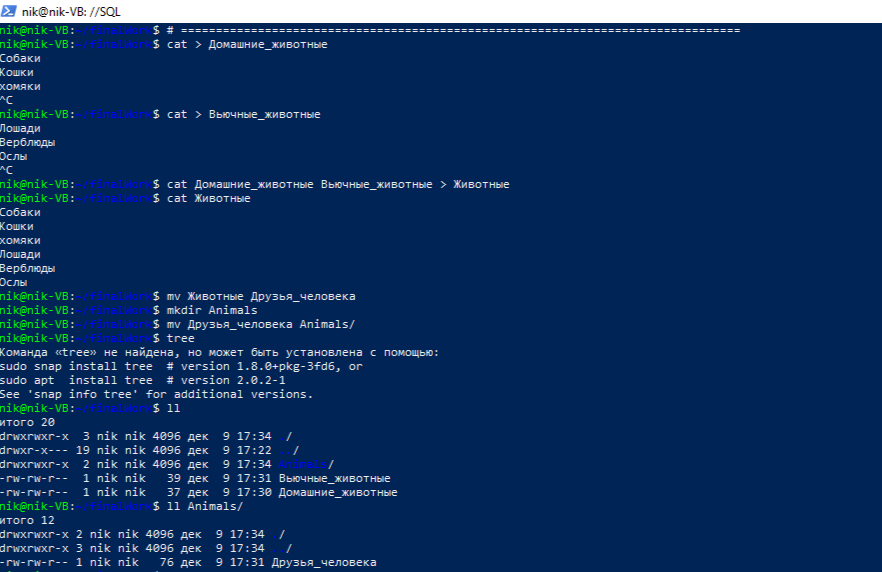 nik@nik-VB: //SQL
nik@nik-VB:~/finalwork$ # ================================================================================
nik@nik-VB:~/finalwork$ cat > Домашние_животные
Собаки
Кошки
хомяки
^C
nik@nik-VB:~/finalwork$ cat > Вьючные_животные
Лошади
Верблюды
Ослы
^C
nik@nik-VB:~/finalwork$ cat Домашние_животные Вьючные_животные > Животные
nik@nik-VB:~/finalwork$ cat Животные
Собаки
Кошки
хомяки
Лошади
Верблюды
Ослы
nik@nik-VB:~/finalwork$ mv Животные Друзья_человека
nik@nik-VB:~/finalwork$ mkdir Animals
nik@nik-VB:~/finalwork$ mv Друзья_человека Animals/
nik@nik-VB:~/finalwork$ tree
Команда «tree» не найдена, но может быть установлена с помощью:
sudo snap install tree  # version 1.8.0+pkg-3fd6, or
sudo apt  install tree  # version 2.0.2-1
See 'snap info tree' for additional versions.
nik@nik-VB:~/finalwork$ ll
итого 20
drwxrwxr-x  3 nik nik 4096 дек  9 17:34 ./
drwxr-x--- 19 nik nik 4096 дек  9 17:22 ../
drwxrwxr-x  2 nik nik 4096 дек  9 17:34 Animals/
-rw-rw-r--  1 nik nik   39 дек  9 17:31 Вьючные_животные
-rw-rw-r--  1 nik nik   37 дек  9 17:30 Домашние_животные
nik@nik-VB:~/finalwork$ ll Animals/
итого 12
drwxrwxr-x 2 nik nik 4096 дек  9 17:34 ./
drwxrwxr-x 3 nik nik 4096 дек  9 17:34 ../
-rw-rw-r-- 1 nik nik   76 дек  9 17:31 Друзья_человека